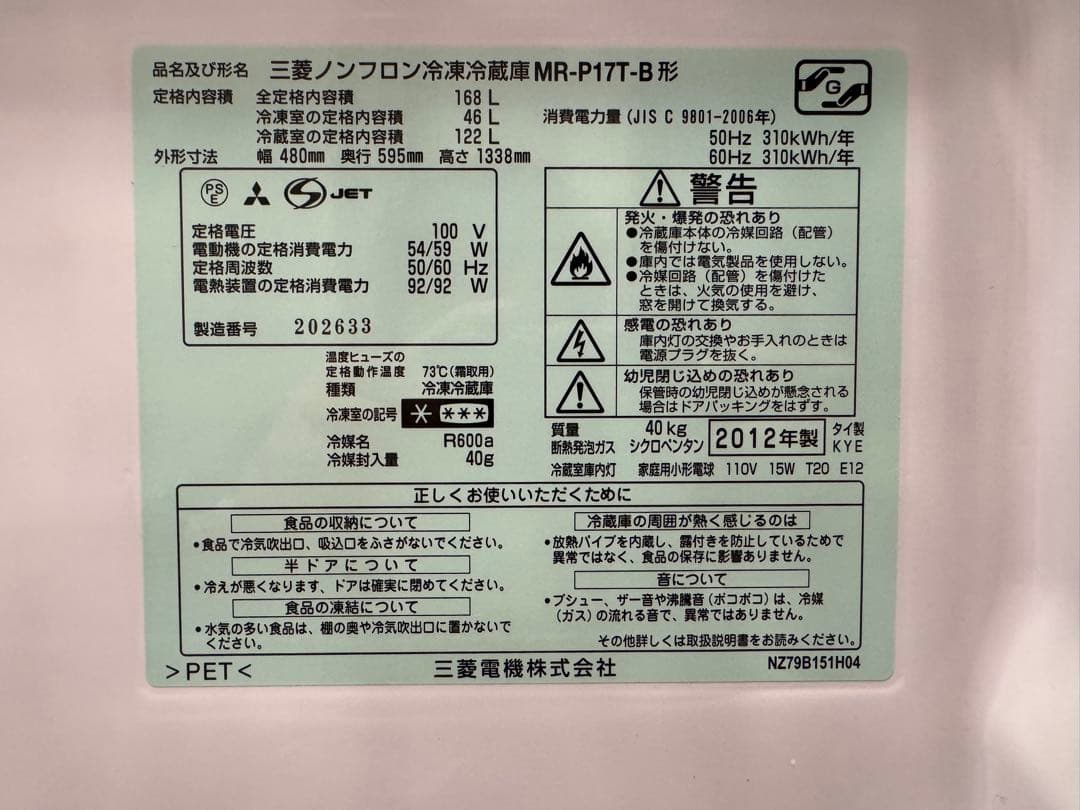 品名及び形名 三菱ノンフロン冷凍冷蔵庫 MR-P17T-B 形
定格内容積 全定格内容積 168 L
冷凍室の定格内容積 46 L
冷蔵室の定格内容積 122 L
外形寸法 幅 480mm 奥行 595mm 高さ 1338mm
G
消費電力量 (JIS C 9801-2006年)
50Hz 310kWh/年
60Hz 310kWh/年
PS E JET
定格電圧 100 V
電動機の定格消費電力 54/59 W
定格周波数 50/60 Hz
電熱装置の定格消費電力 92/92 W
製造番号 202633
温度ヒューズの
定格動作温度 73℃(霜取用)
種類 冷凍冷蔵庫
冷凍室の記号 * ***
冷媒名 R600a
冷媒封入量 40g
警告
発火・爆発の恐れあり
●冷蔵庫本体の冷媒回路（配管）
を傷付けない。
●庫内では電気製品を使用しない。
●冷媒回路（配管）を傷付けた
ときは、火気の使用を避け、
窓を開けて換気する。
感電の恐れあり
庫内灯の交換やお手入れのときは
電源プラグを抜く。
幼児閉じ込めの恐れあり
保管時の幼児閉じ込めが懸念される
場合はドアパッキングをはずす。
質量 40kg
断熱発泡ガス シクロペンタン
2012年製
タイ製
KYE
冷蔵室庫内灯 家庭用小形電球 110V 15W T20 E12
正しくお使いいただくために
食品の収納について
・食品で冷気吹出口、吸込口をふさがないでください。
半ドアについて
・冷えが悪くなります、ドアは確実に閉めてください。
食品の凍結について
・水気の多い食品は、棚の奥や冷気吹出口に置かないで
ください。
冷蔵庫の周囲が熱く感じるのは
・放熱パイプを内蔵し、露付きを防止しているためで
異常ではなく、食品の保存に影響ありません。
音について
・プシュー、ザー音や沸騰音（ポコポコ）は、冷媒
（ガス）の流れる音で、異常ではありません。
その他詳しくは取扱説明書をお読みください。
>PET<
三菱電機株式会社
NZ79B151H04